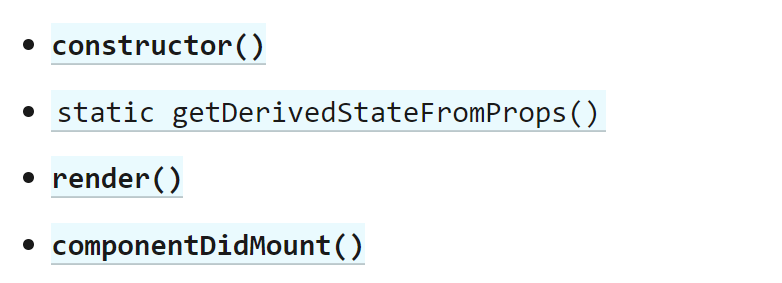 • constructor()
• static getDerivedStateFromProps()
• render()
• componentDidMount()